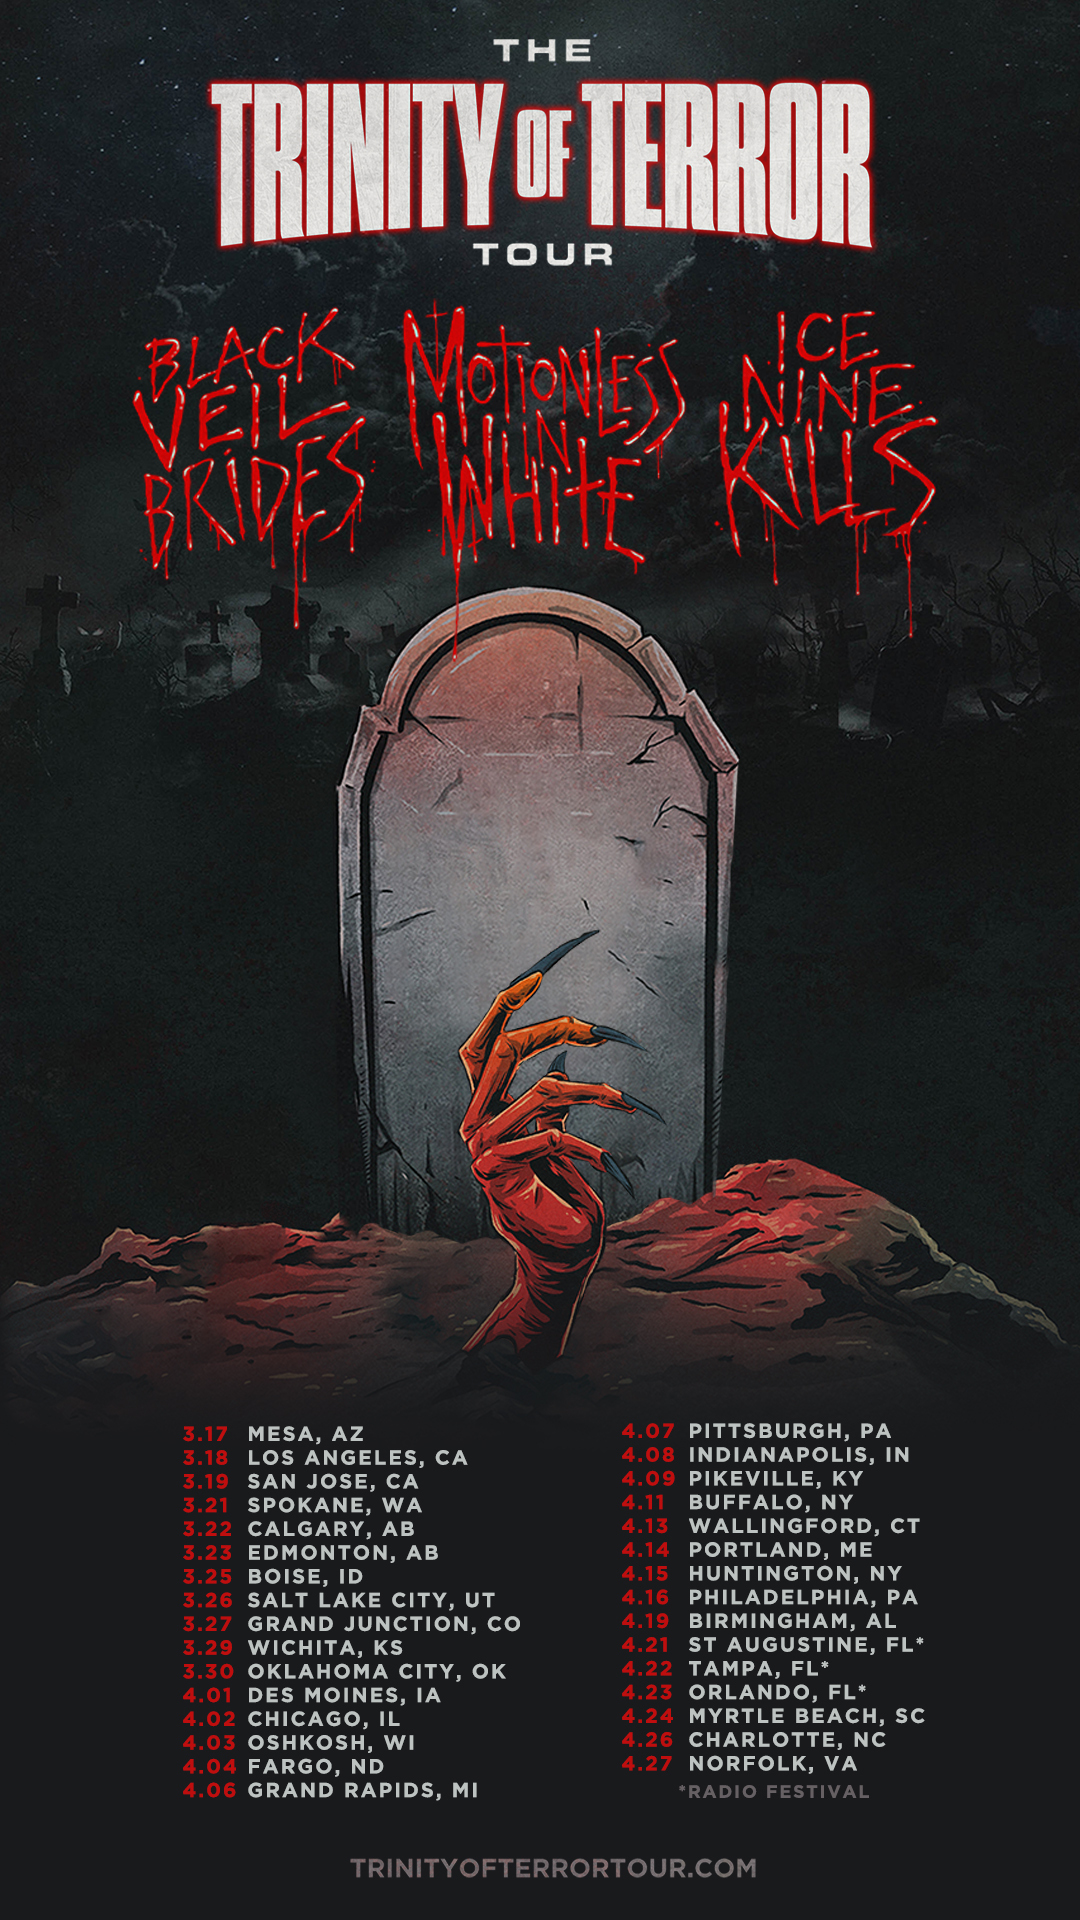 THE
TRINITY OF TERROR
TOUR
BLACK
VEIL
BRIDES
MOTIONLESS
IN
WHITE
ICE
NINE
KILLS
3.17 MESA, AZ
3.18 LOS ANGELES, CA
3.19 SAN JOSE, CA
3.21 SPOKANE, WA
3.22 CALGARY, AB
3.23 EDMONTON, AB
3.25 BOISE, ID
3.26 SALT LAKE CITY, UT
3.27 GRAND JUNCTION, CO
3.29 WICHITA, KS
3.30 OKLAHOMA CITY, OK
4.01 DES MOINES, IA
4.02 CHICAGO, IL
4.03 OSHKOSH, WI
4.04 FARGO, ND
4.06 GRAND RAPIDS, MI
4.07 PITTSBURGH, PA
4.08 INDIANAPOLIS, IN
4.09 PIKEVILLE, KY
4.11 BUFFALO, NY
4.13 WALLINGFORD, CT
4.14 PORTLAND, ME
4.15 HUNTINGTON, NY
4.16 PHILADELPHIA, PA
4.19 BIRMINGHAM, AL
4.21 ST AUGUSTINE, FL*
4.22 TAMPA, FL*
4.23 ORLANDO, FL*
4.24 MYRTLE BEACH, SC
4.26 CHARLOTTE, NC
4.27 NORFOLK, VA
*RADIO FESTIVAL
TRINITYOFTERRORTOUR.COM